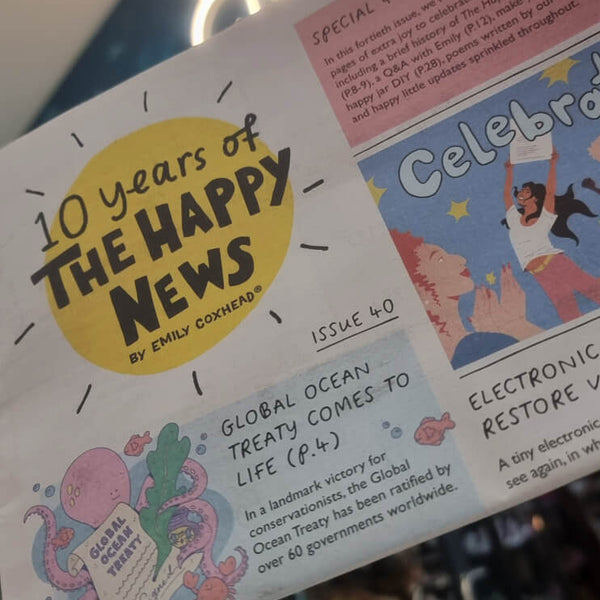 10 years of
THE HAPPY
NEWS
BY EMILY COXHEAD®
ISSUE 40
SPECIAL
In this fortieth issue, we
pages of extra joy to celebra
including a brief history of The
(P.8-9), a Q&A with Emily (P.12), make
happy jar DIY (P.28), poems written by our
and happy little updates sprinkled throughout.
Celebra
GLOBAL OCEAN
TREATY COMES TO
LIFE (P.4)
In a landmark victory for
conservationists, the Global
Ocean Treaty has been ratified by
over 60 governments worldwide.
GLOBAL
OCEAN
TREATY
ELECTRONIC
RESTORE V
A tiny electronic
see again, in wh